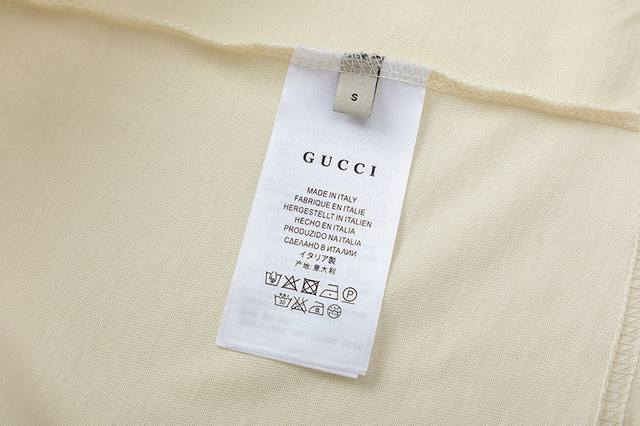 S
GUCCI
MADE IN ITALY
FABRIQUE EN ITALIE
HERGESTELLT IN ITALIEN
HECHO EN ITALIA
PRODUZIDO NA ITALIA
СДЕЛАНО В ИТАЛИИ
イタリア製
产地:意大利
P
30